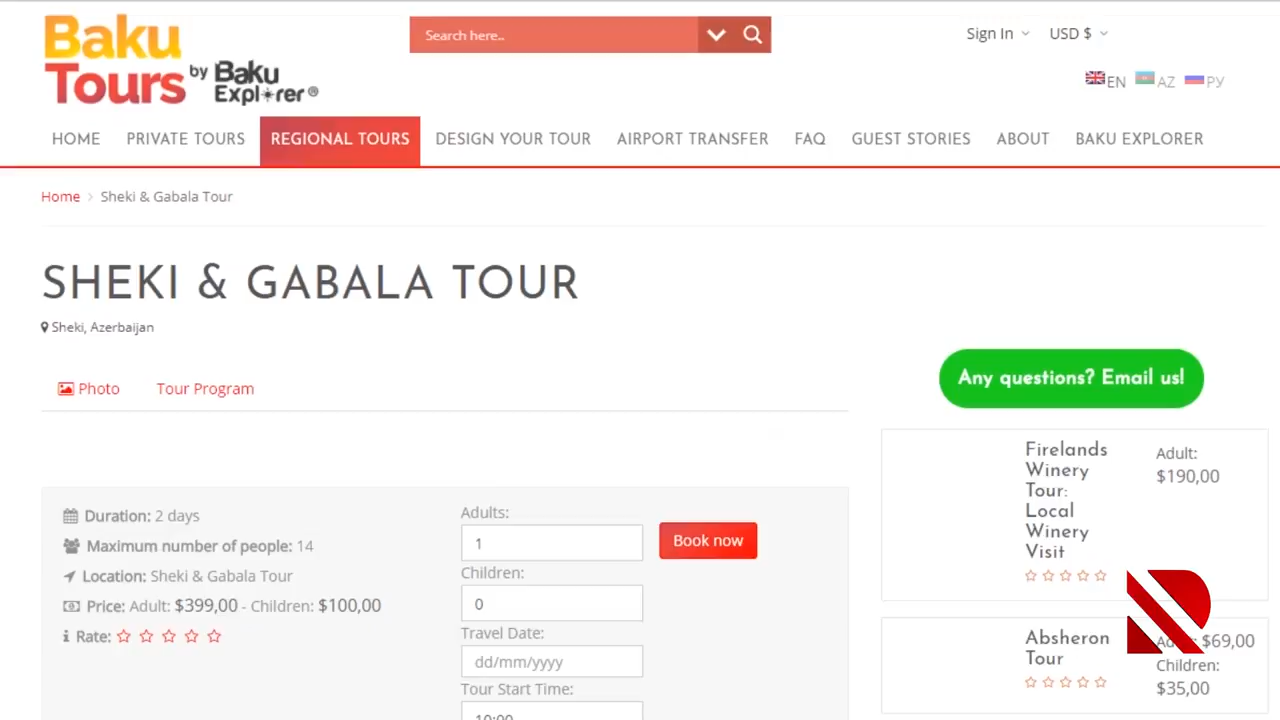 Baku
Tours by Baku
Expl✶rer®
Search here..
Sign In
USD $
EN
AZ
РУ
HOME
PRIVATE TOURS
REGIONAL TOURS
DESIGN YOUR TOUR
AIRPORT TRANSFER
FAQ
GUEST STORIES
ABOUT
BAKU EXPLORER
Home › Sheki & Gabala Tour
SHEKI & GABALA TOUR
Sheki, Azerbaijan
Photo
Tour Program
Duration: 2 days
Maximum number of people: 14
Location: Sheki & Gabala Tour
Price: Adult: $399,00 - Children: $100,00
Rate:
Adults:
1
Book now
Children:
0
Travel Date:
dd/mm/yyyy
Tour Start Time:
10:00
Any questions? Email us!
Firelands
Winery
Tour:
Local
Winery
Visit
Adult:
$190,00
Absheron
Tour
$69,00
Children:
$35,00